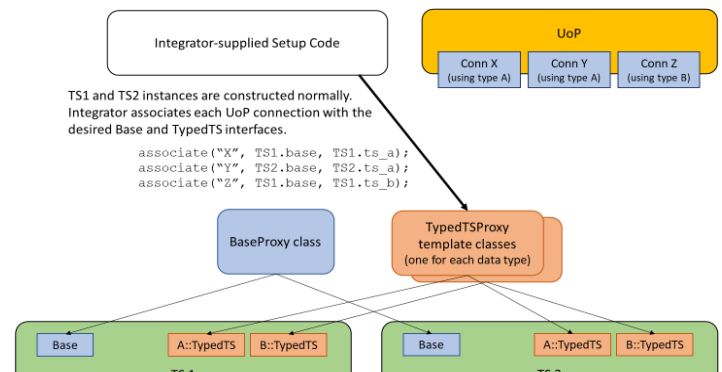 Integrator-supplied Setup Code
UoP
Conn X
(using type A)
Conn Y
(using type A)
Conn Z
(using type B)
TS1 and TS2 instances are constructed normally.
Integrator associates each UoP connection with the
desired Base and TypedTS interfaces.
associate("X", TS1.base, TS1.ts_a);
associate("Y", TS2.base, TS2.ts_a);
associate("Z", TS1.base, TS1.ts_b);
BaseProxy class
TypedTSProxy
template classes
(one for each data type)
Base
A::TypedTS
B::TypedTS
Base
A::TypedTS
B::TypedTS